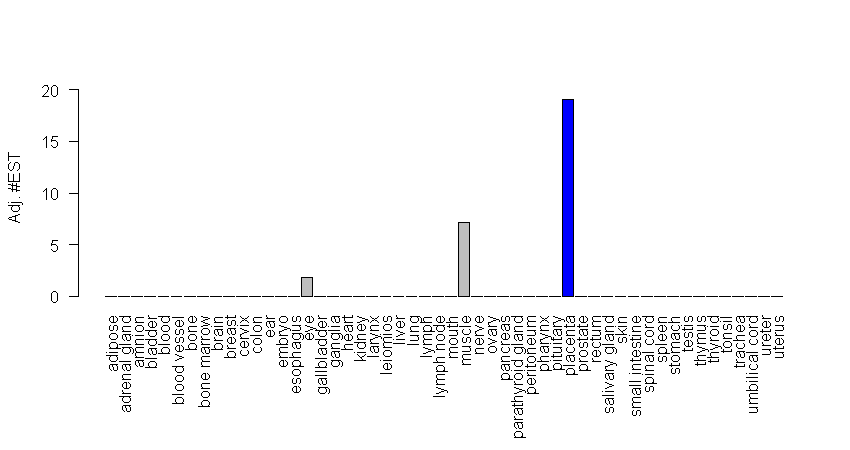 Adj. #EST
20
15
10
5
0
adipose
adrenal gland
amnion
bladder
blood
blood vessel
bone
bone marrow
brain
breast
cervix
colon
ear
embryo
esophagus
eye
gallbladder
ganglia
heart
kidney
larynx
leiomios
liver
lung
lymph
lymph node
mouth
muscle
nerve
ovary
pancreas
parathyroid gland
peritoneum
pharynx
pituitary
placenta
prostate
rectum
salivary gland
skin
small intestine
spinal cord
spleen
stomach
testis
thymus
thyroid
tonsil
trachea
umbilical cord
ureter
uterus